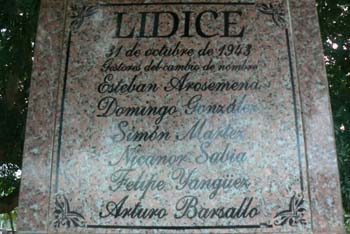 LIDICE
31 de octubre de 1943
Gestores del cambio de nombre
Esteban Arosemena
Domingo González
Simón Martez
Nicanor Sabia
Felipe Yangüez
Arturo Barsallo